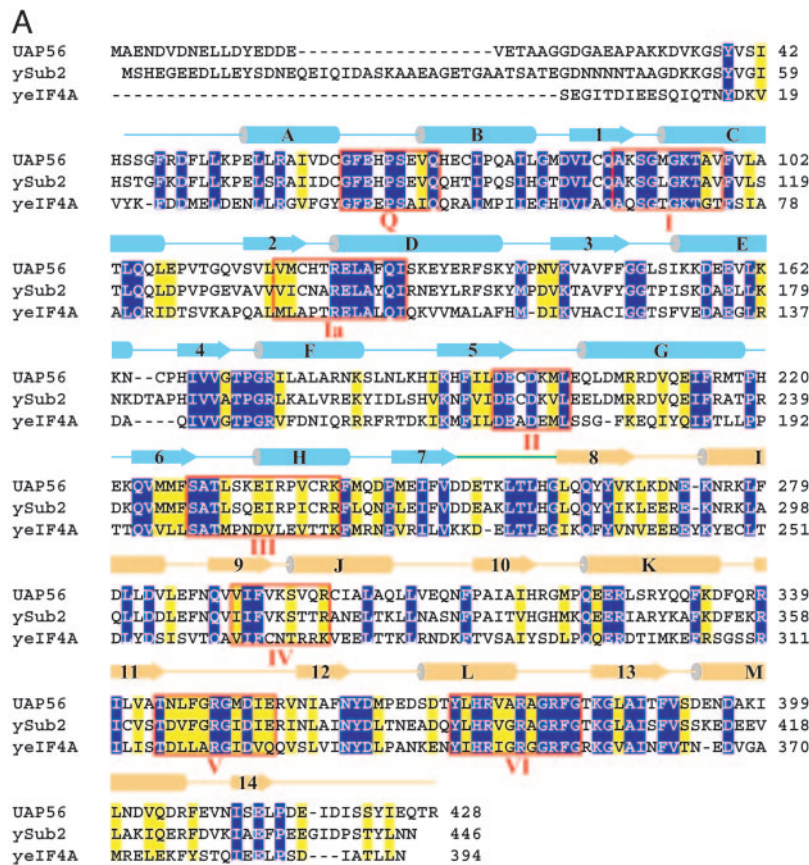 A
UAP56 MAENDVDNELLDYEDDE------------------VETAAGGDGAEAPAKKDVKGSYVSI 42
ySub2 MSHEGEEDLLEYSDNEQEIQIDASKAAEAGETGAATSATEGDNNNNTAAGDKKGSYVGI 59
yeIF4A -----------------------------------------SEGITDIEESQIQTNYDKV 19
A B 1 C
UAP56 HSSGFRDFLLKPELLRAIVDCGFEHPSEVQHECIPQAILGMDVLCQAKSGMGKTAVFVLA 102
ySub2 HSTGFKDFLLKPELSRAIIDCGFEHPSEVQQHTIPQSIHGTDVLCQAKSGLGKTAVFVLS 119
yeIF4A VYK-FDDMELDENLLRGVFGYGFEEPSAIQQRAIMPIIEGHDVLAQAQSGTGKTGTFSIA 78
Q I
2 D 3 E
UAP56 TLQQLEPVTGQVSVLVMCHTRELAFQISKEYERFSKYMPNVKVAVFFGGLSIKKDEEVLK 162
ySub2 TLQQLDPVPGEVAVVVICNARELAYQIRNEYLRFSKYMPDVKTAVFYGGTPISKDAELLK 179
yeIF4A ALQRIDTSVKAPQALMLAPTRELALQIQKVVMALAFHM-DIKVHACIGGTSFVEDAEGLR 137
Ia
4 F 5 G
UAP56 KN--CPHIVVGTPGRILALARNKSLNLKHIKHFILDECDKMLEQLDMRRDVQEIFRMTPH 220
ySub2 NKDTAPHIVVATPGRLKALVREKYIDLSHVKNFVIDECDKVLEELDMRRDVQEIFRATPR 239
yeIF4A DA--QIVVGTPGRVFDNIQRRRFRTDKIKMFILDEADEMLSSG-FKEQIYQIFTLLPP 192
II
6 H 7 8 I
UAP56 EKQVMMFSATLSKEIRPVCRKFMQDPMEIFVDDETKLTLHGLQQYYVKLKDNE-KNRKLF 279
ySub2 DKQVMMFSATLSQEIRPICRRFLQNPLEIFVDDEAKLTLHGLQQYYIKLEERE-KNRKLA 298
yeIF4A TTQVVLLSATMPNDVLEVTTKFMRNPVRILVKKD-ELTLEGIKQFYVNVEEEEYKYECLT 251
III
9 J 10 K
UAP56 DLLDVLEFNQVVIFVKSVQRCIALAQLLVEQNFPAIAIHRGMPQEERLSRYQQFKDFQRR 339
ySub2 QLLDDLEFNQVIIFVKSTTRANELTKLLNASNFPAITVHGHMKQEERIARYKAFKDFEKR 358
yeIF4A DLYDSISVTQAVIFCNTRRKVEELTTKLRNDKFTVSAIYSDLPQQERDTIMKEFRSGSSR 311
IV
11 12 L 13 M
UAP56 ILVATNLFGRGMDIERVNIAFNYDMPEDSDTYLHRVARAGRFGTKGLAITFVSDENDAKI 399
ySub2 ICVSTDVFGRGIDIERINLAINYDLTNEADQYLHRVGRAGRFGTKGLAISFVSSKEDEEV 418
yeIF4A ILISTDLLARGIDVQQVSLVINYDLPANKENYIHRIGRGGRFGRKGVAINFVTN-EDVGA 370
V VI
14
UAP56 LNDVQDRFEVNISELPDE-IDISSYIEQTR 428
ySub2 LAKIQERFDVKIAEFPEEGIDPSTYLNN 446
yeIF4A MRELEKFYSTQIEELPSD---IATLLN 394